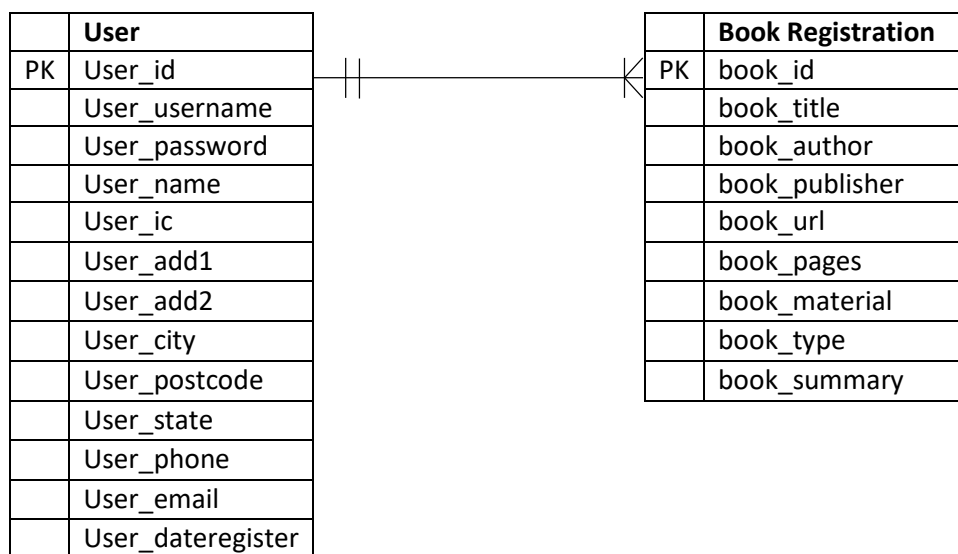 User
PK User_id
User_username
User_password
User_name
User_ic
User_add1
User_add2
User_city
User_postcode
User_state
User_phone
User_email
User_dateregister
Book Registration
PK book_id
book_title
book_author
book_publisher
book_url
book_pages
book_material
book_type
book_summary